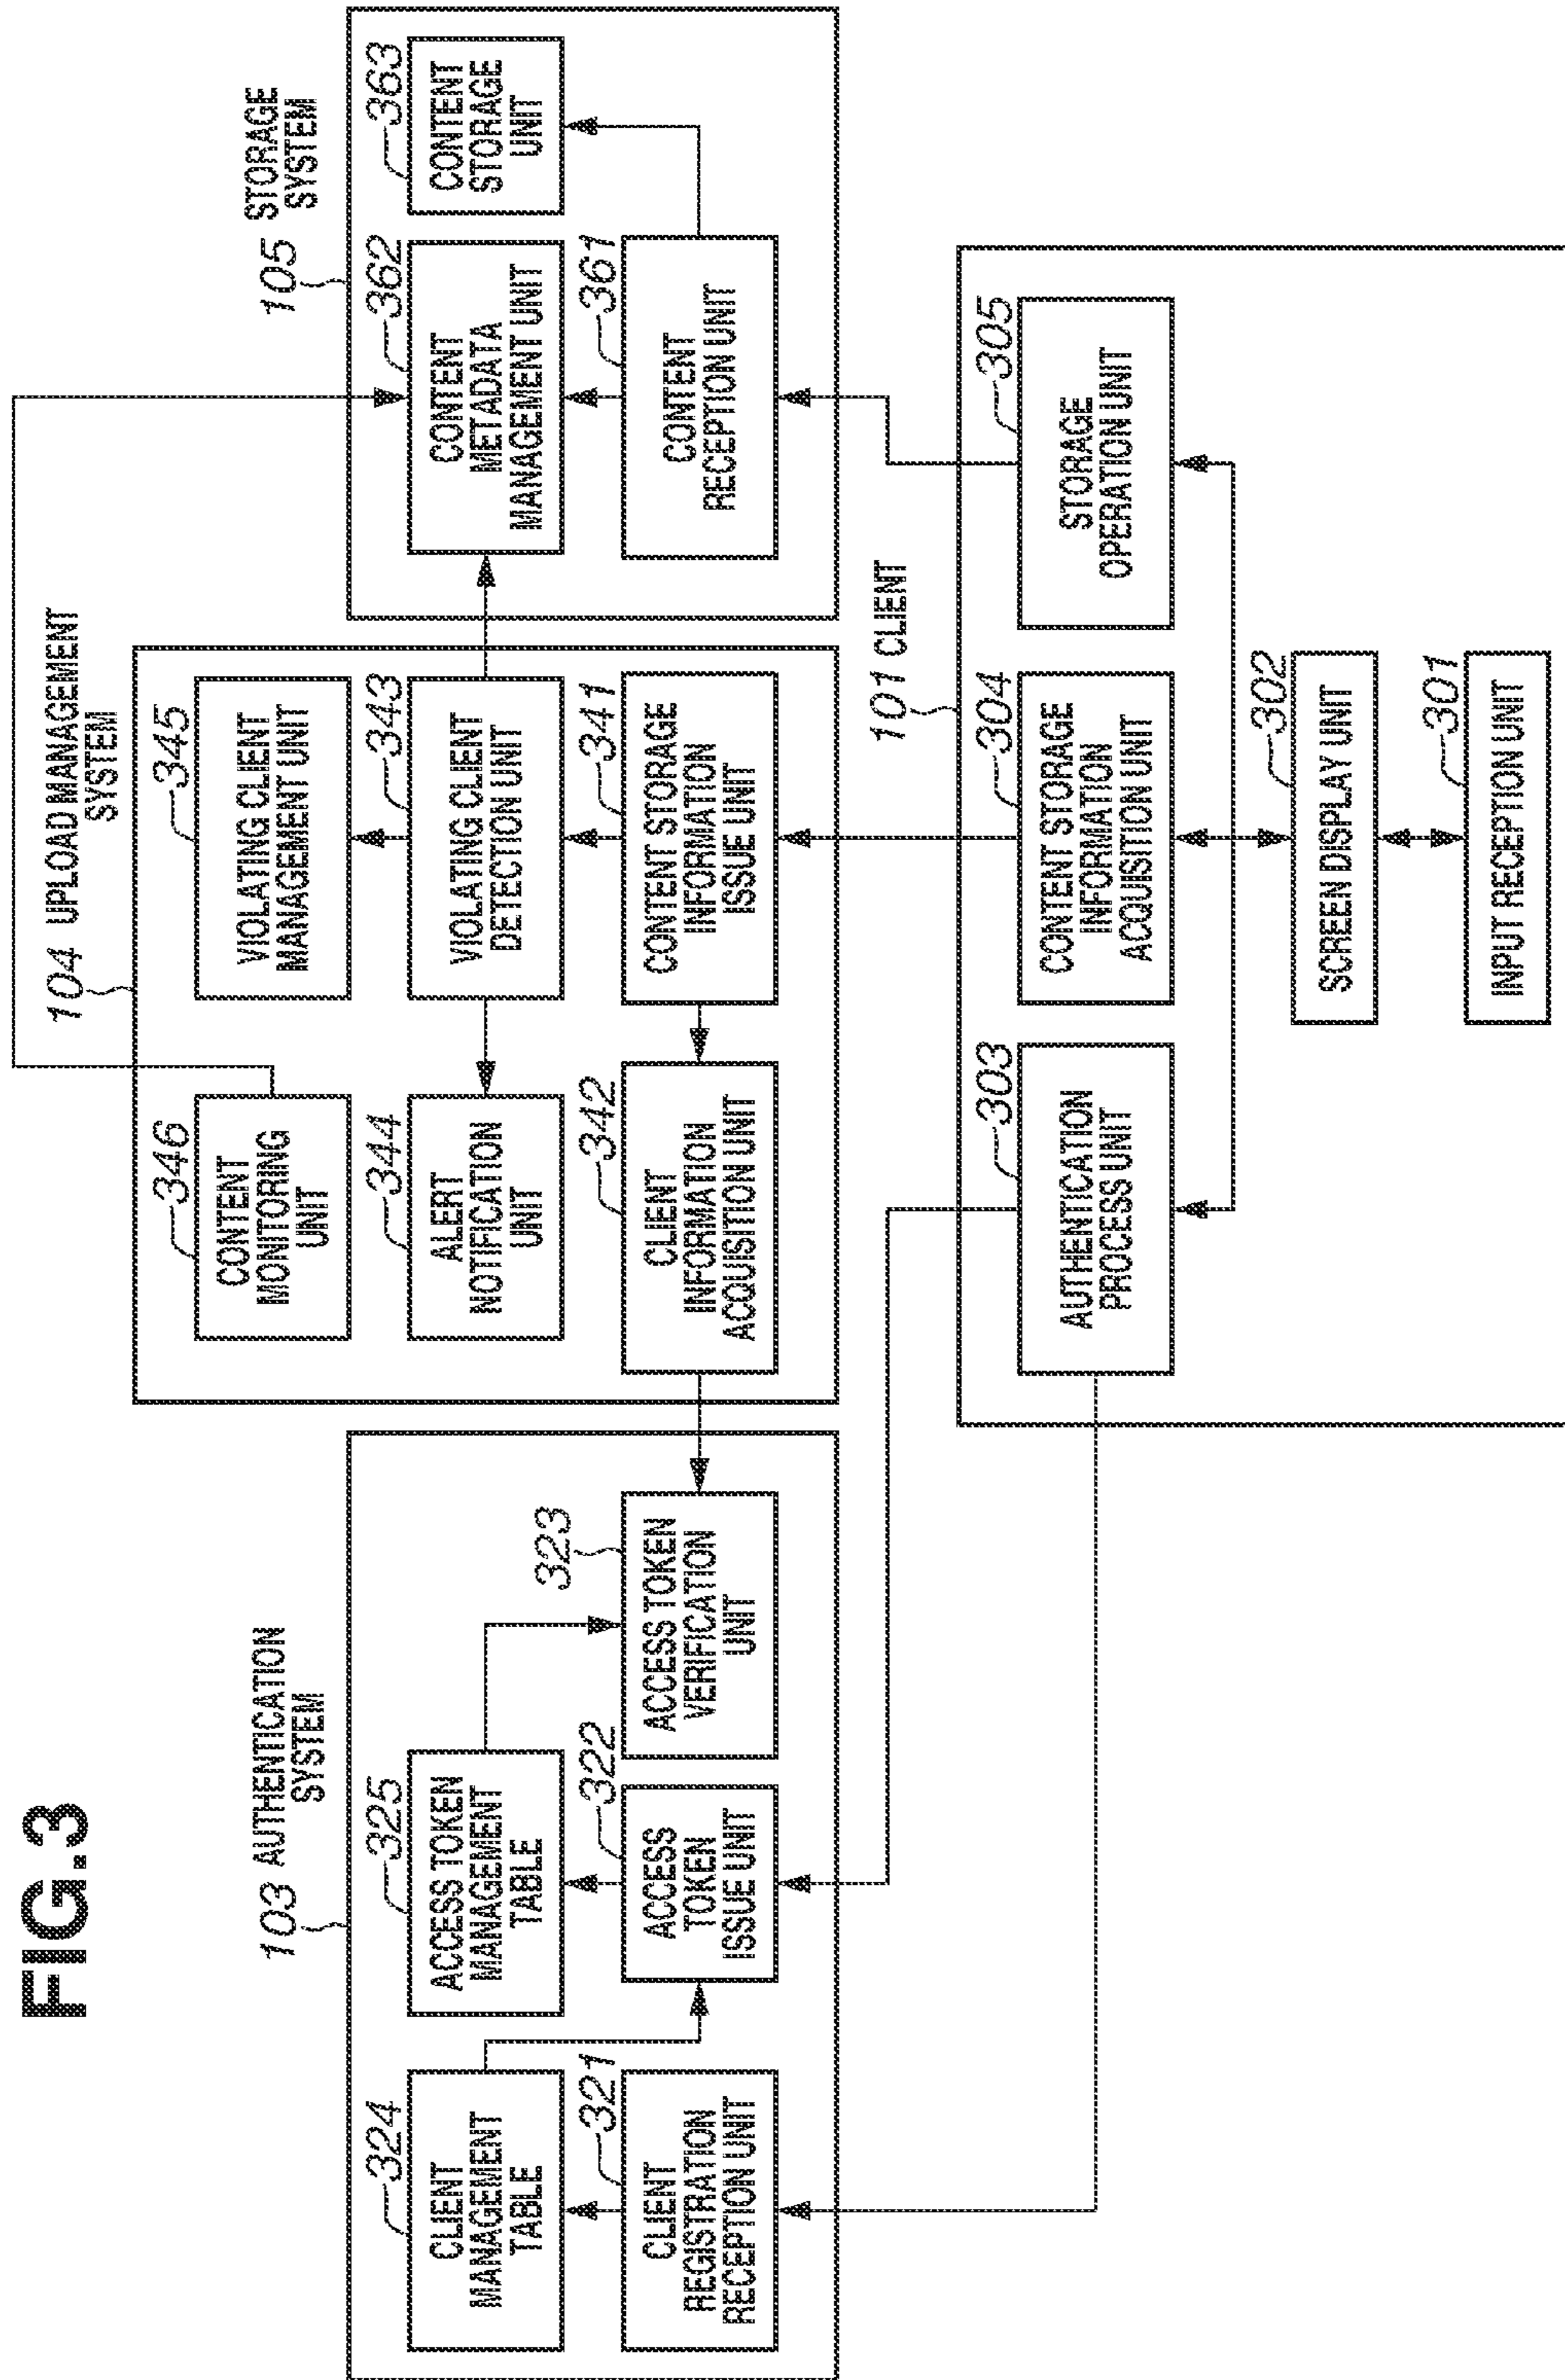 FIG.3
103 AUTHENTICATION
SYSTEM
324
CLIENT
MANAGEMENT
TABLE
325
ACCESS TOKEN
MANAGEMENT
TABLE
321
CLIENT
REGISTRATION
RECEPTION UNIT
322
ACCESS
TOKEN
ISSUE UNIT
323
ACCESS TOKEN
VERIFICATION
UNIT
104 UPLOAD MANAGEMENT
SYSTEM
346
CONTENT
MONITORING
UNIT
345
VIOLATING CLIENT
MANAGEMENT UNIT
344
ALERT
NOTIFICATION
UNIT
343
VIOLATING CLIENT
DETECTION UNIT
342
CLIENT
INFORMATION
ACQUISITION UNIT
341
CONTENT STORAGE
INFORMATION
ISSUE UNIT
105 STORAGE
SYSTEM
362
CONTENT
METADATA
MANAGEMENT UNIT
363
CONTENT
STORAGE
UNIT
361
CONTENT
RECEPTION UNIT
101 CLIENT
303
AUTHENTICATION
PROCESS UNIT
304
CONTENT STORAGE
INFORMATION
ACQUISITION UNIT
305
STORAGE
OPERATION UNIT
302
SCREEN DISPLAY UNIT
301
INPUT RECEPTION UNIT